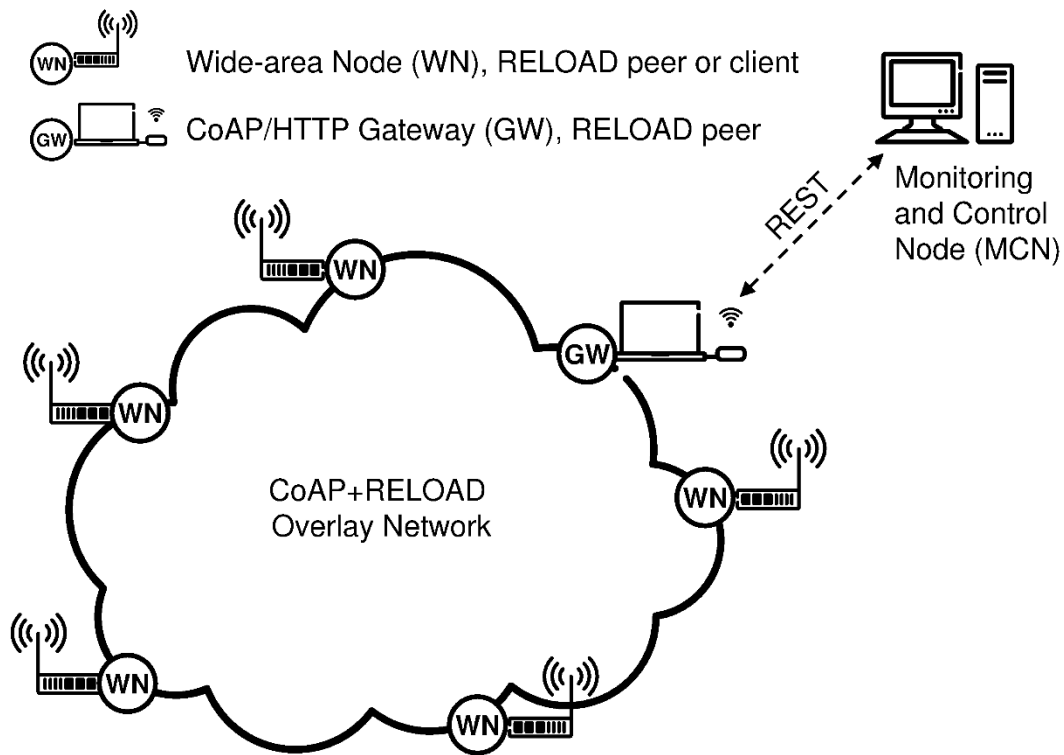 WN Wide-area Node (WN), RELOAD peer or client
GW CoAP/HTTP Gateway (GW), RELOAD peer
Monitoring
and Control
Node (MCN)
REST
WN
GW
WN
WN
CoAP+RELOAD
Overlay Network
WN
WN